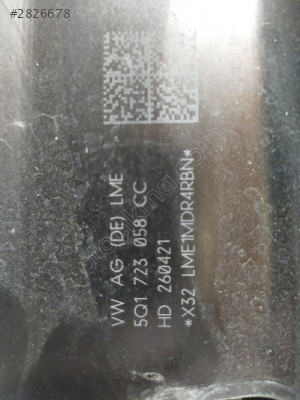 #2826678
VW AG (DE) LME
5Q1 723 058 CC
HD 260421
*X32 LME1MDR4RBN*